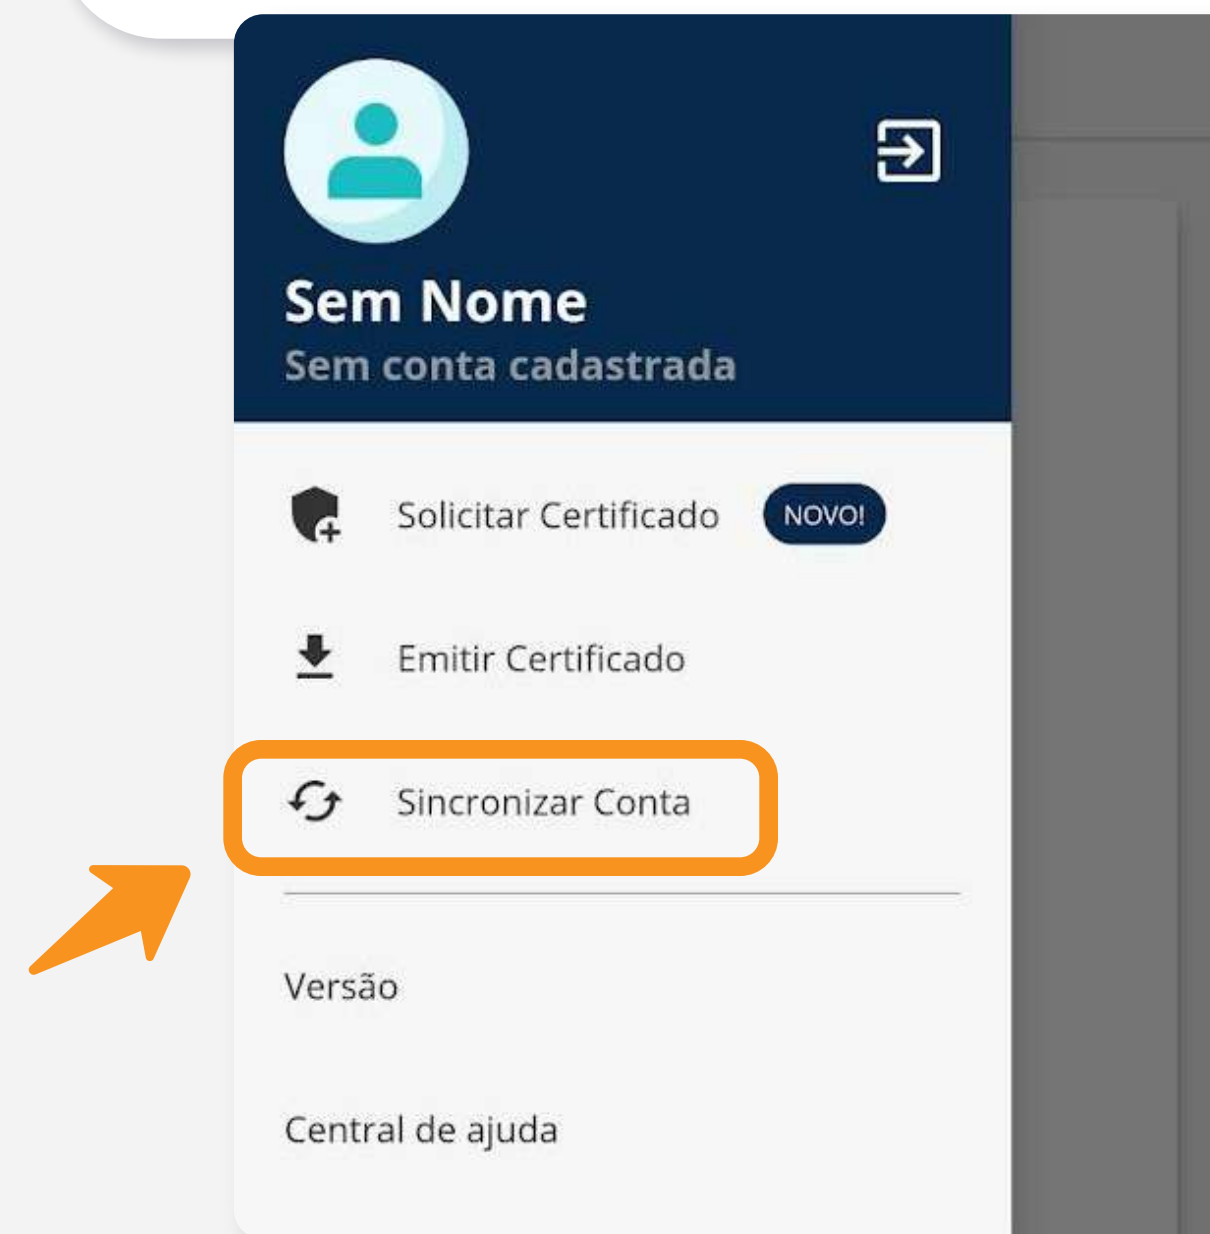 Sem Nome
Sem conta cadastrada
Solicitar Certificado NOVO!
Emitir Certificado
Sincronizar Conta
Versão
Central de ajuda